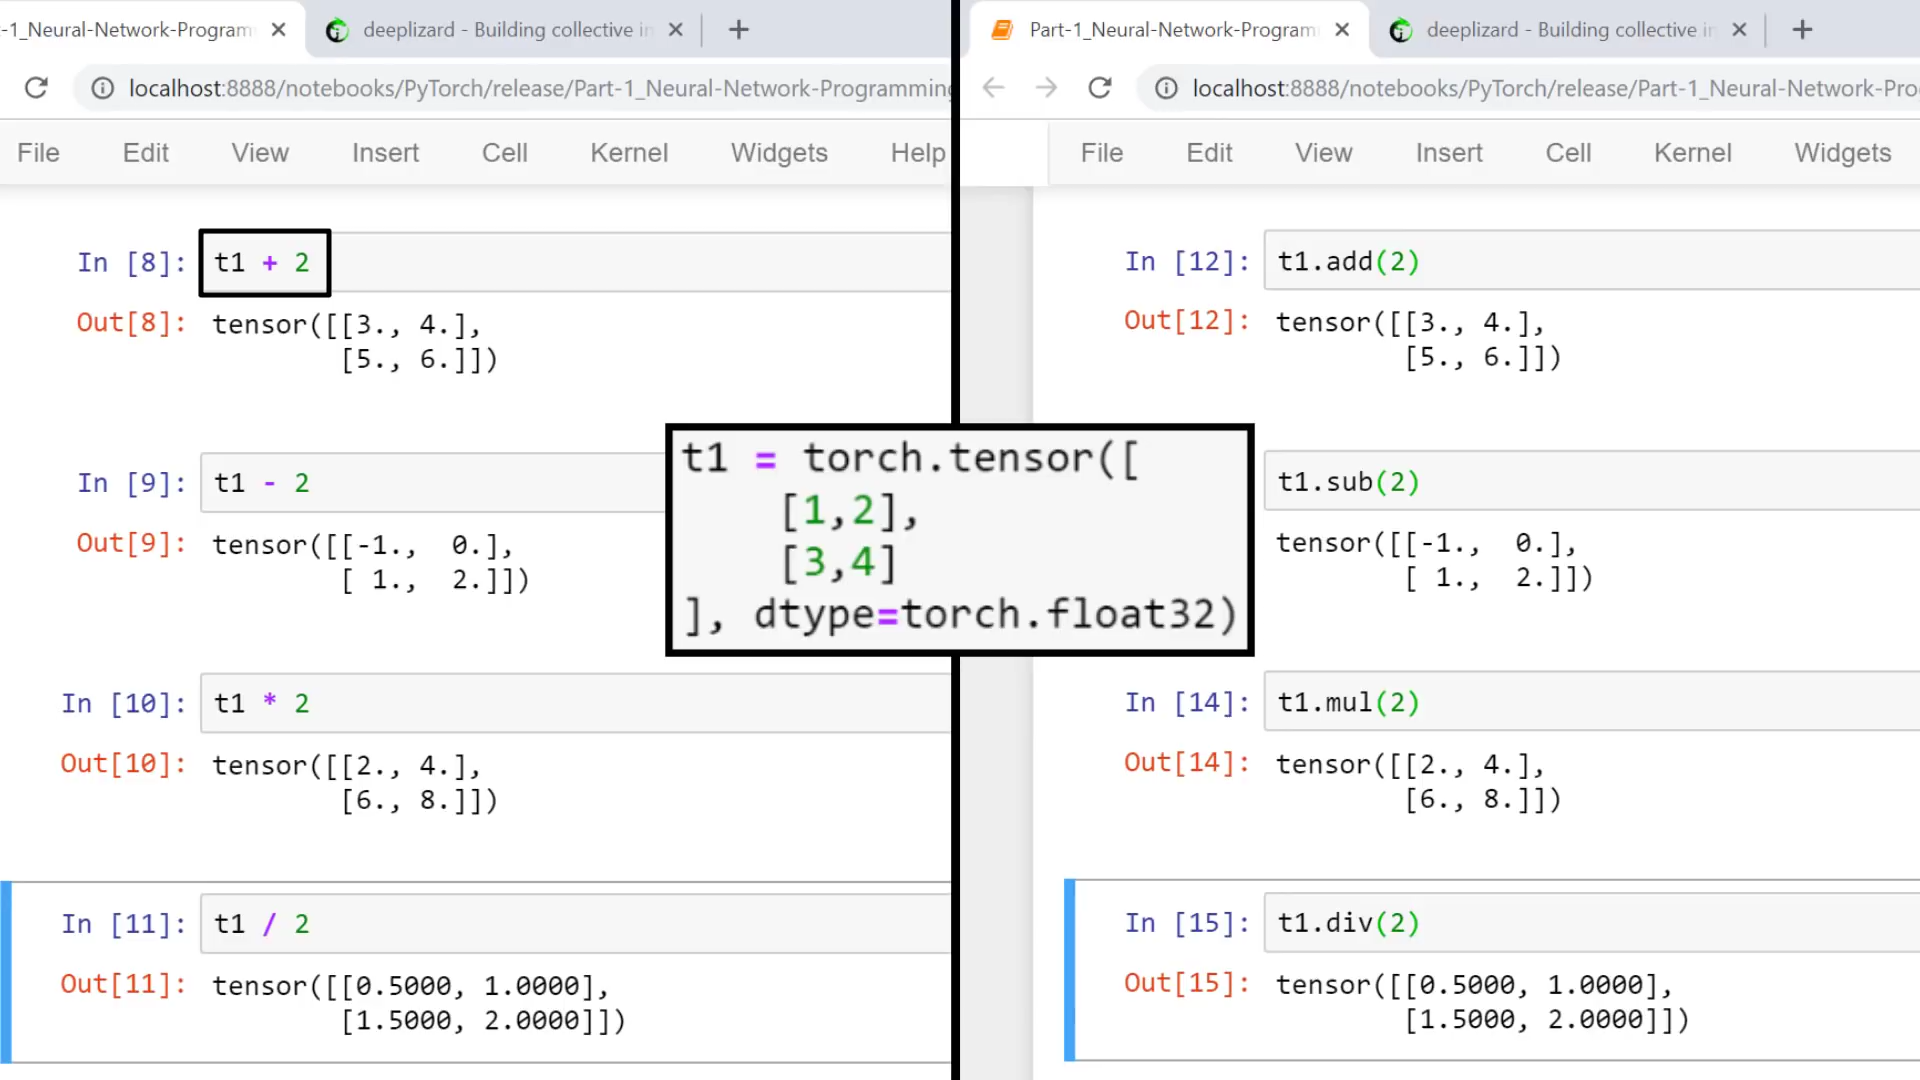 -1_Neural-Network-Program
deeplizard - Building collective in
localhost:8888/notebooks/PyTorch/release/Part-1_Neural-Network-Programming
File Edit View Insert Cell Kernel Widgets Help
In [8]: t1 + 2
Out[8]: tensor([[3., 4.],
[5., 6.]])
In [9]: t1 - 2
Out[9]: tensor([[-1., 0.],
[ 1., 2.]])
In [10]: t1 * 2
Out[10]: tensor([[2., 4.],
[6., 8.]])
In [11]: t1 / 2
Out[11]: tensor([[0.5000, 1.0000],
[1.5000, 2.0000]])
t1 = torch.tensor([
[1,2],
[3,4]
], dtype=torch.float32)
Part-1_Neural-Network-Program
deeplizard - Building collective in
localhost:8888/notebooks/PyTorch/release/Part-1_Neural-Network-Pro
File Edit View Insert Cell Kernel Widgets
In [12]: t1.add(2)
Out[12]: tensor([[3., 4.],
[5., 6.]])
t1.sub(2)
tensor([[-1., 0.],
[ 1., 2.]])
In [14]: t1.mul(2)
Out[14]: tensor([[2., 4.],
[6., 8.]])
In [15]: t1.div(2)
Out[15]: tensor([[0.5000, 1.0000],
[1.5000, 2.0000]])